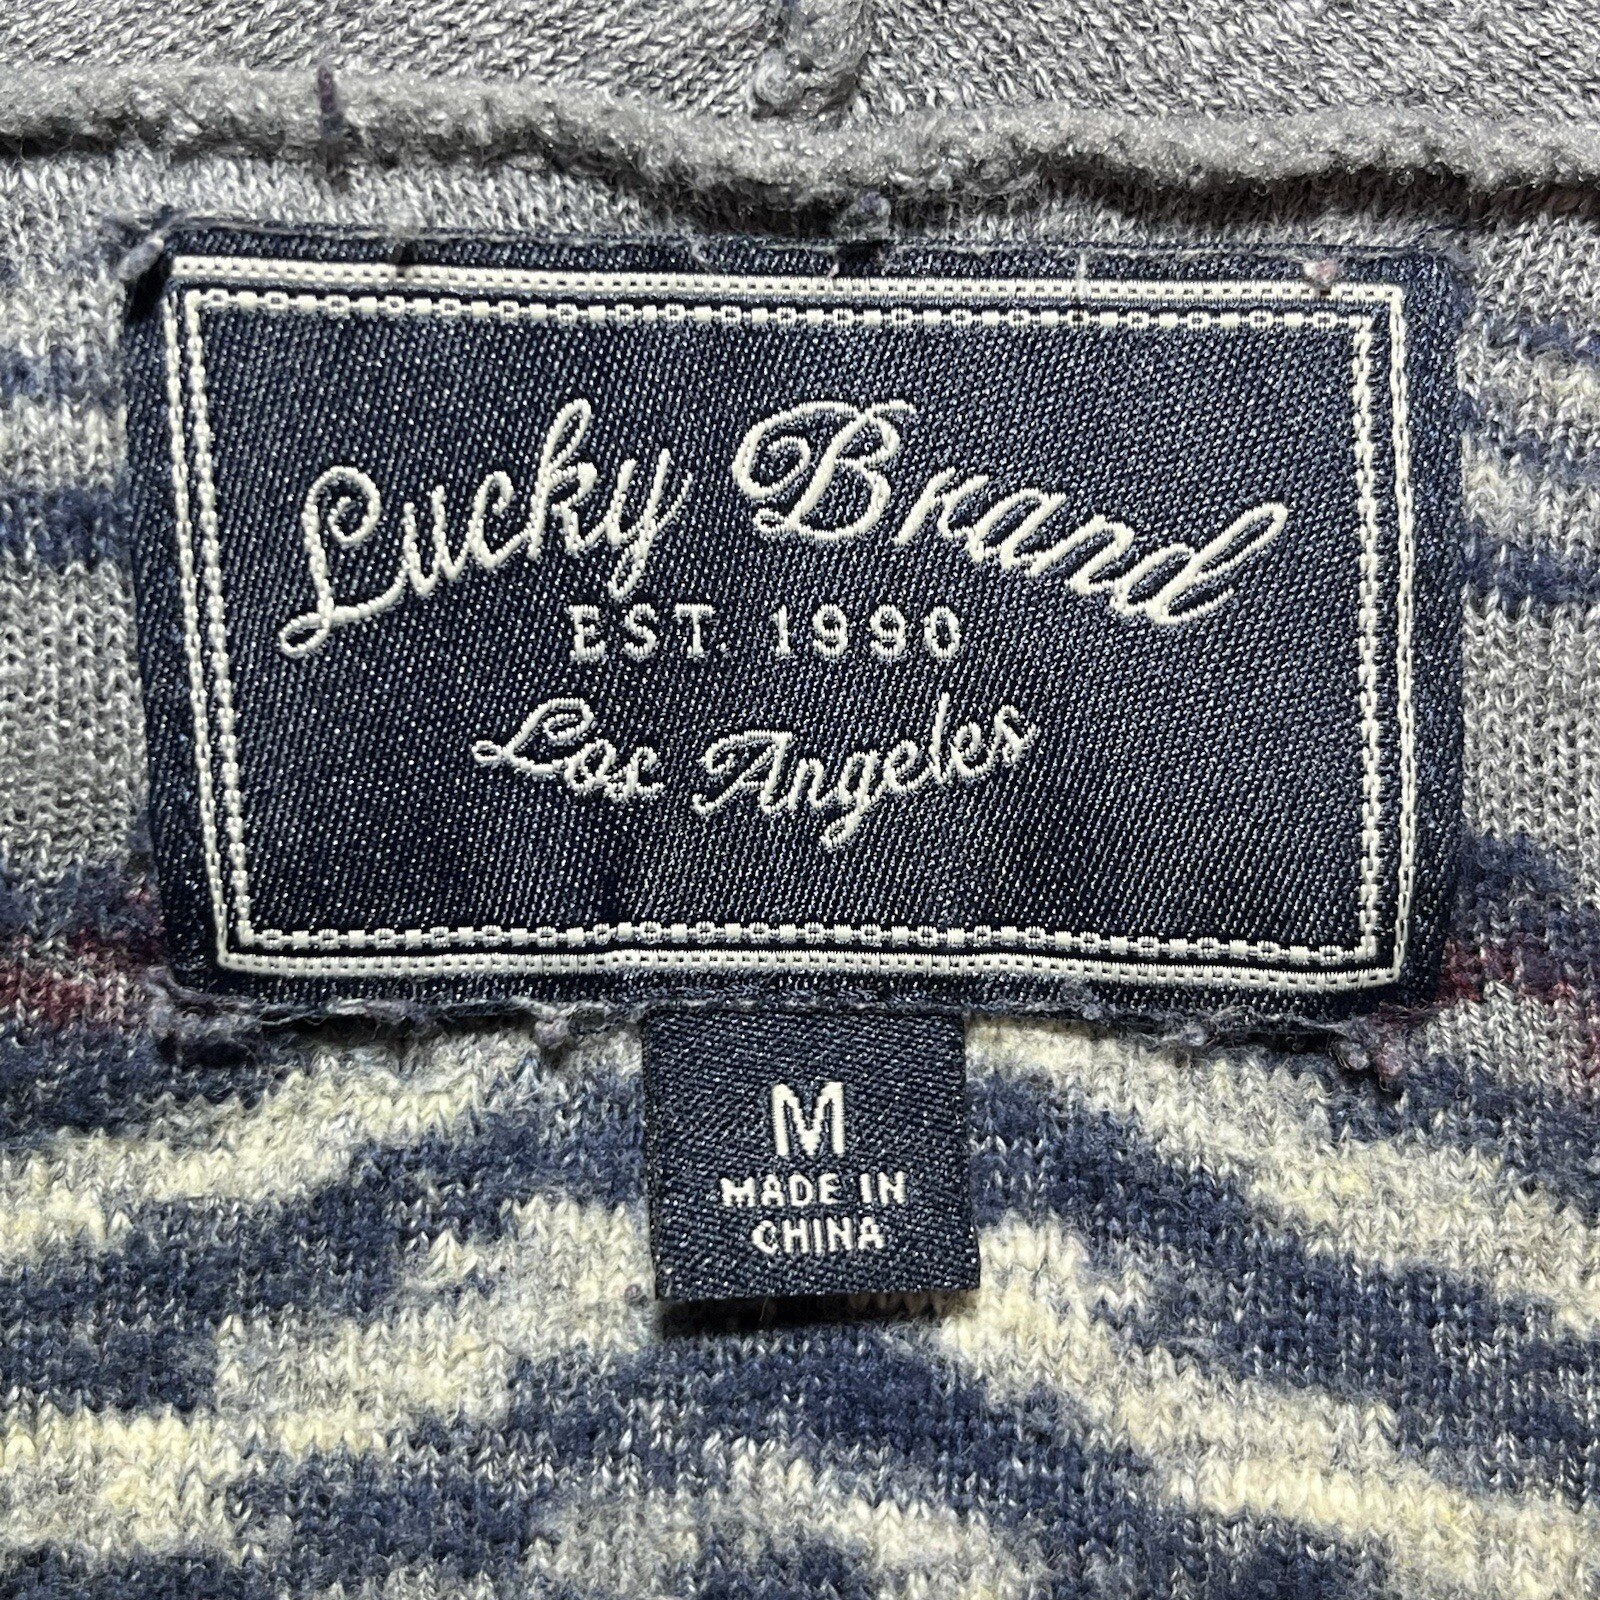 Lucky Brand
EST. 1990
Los Angeles
M
MADE IN
CHINA